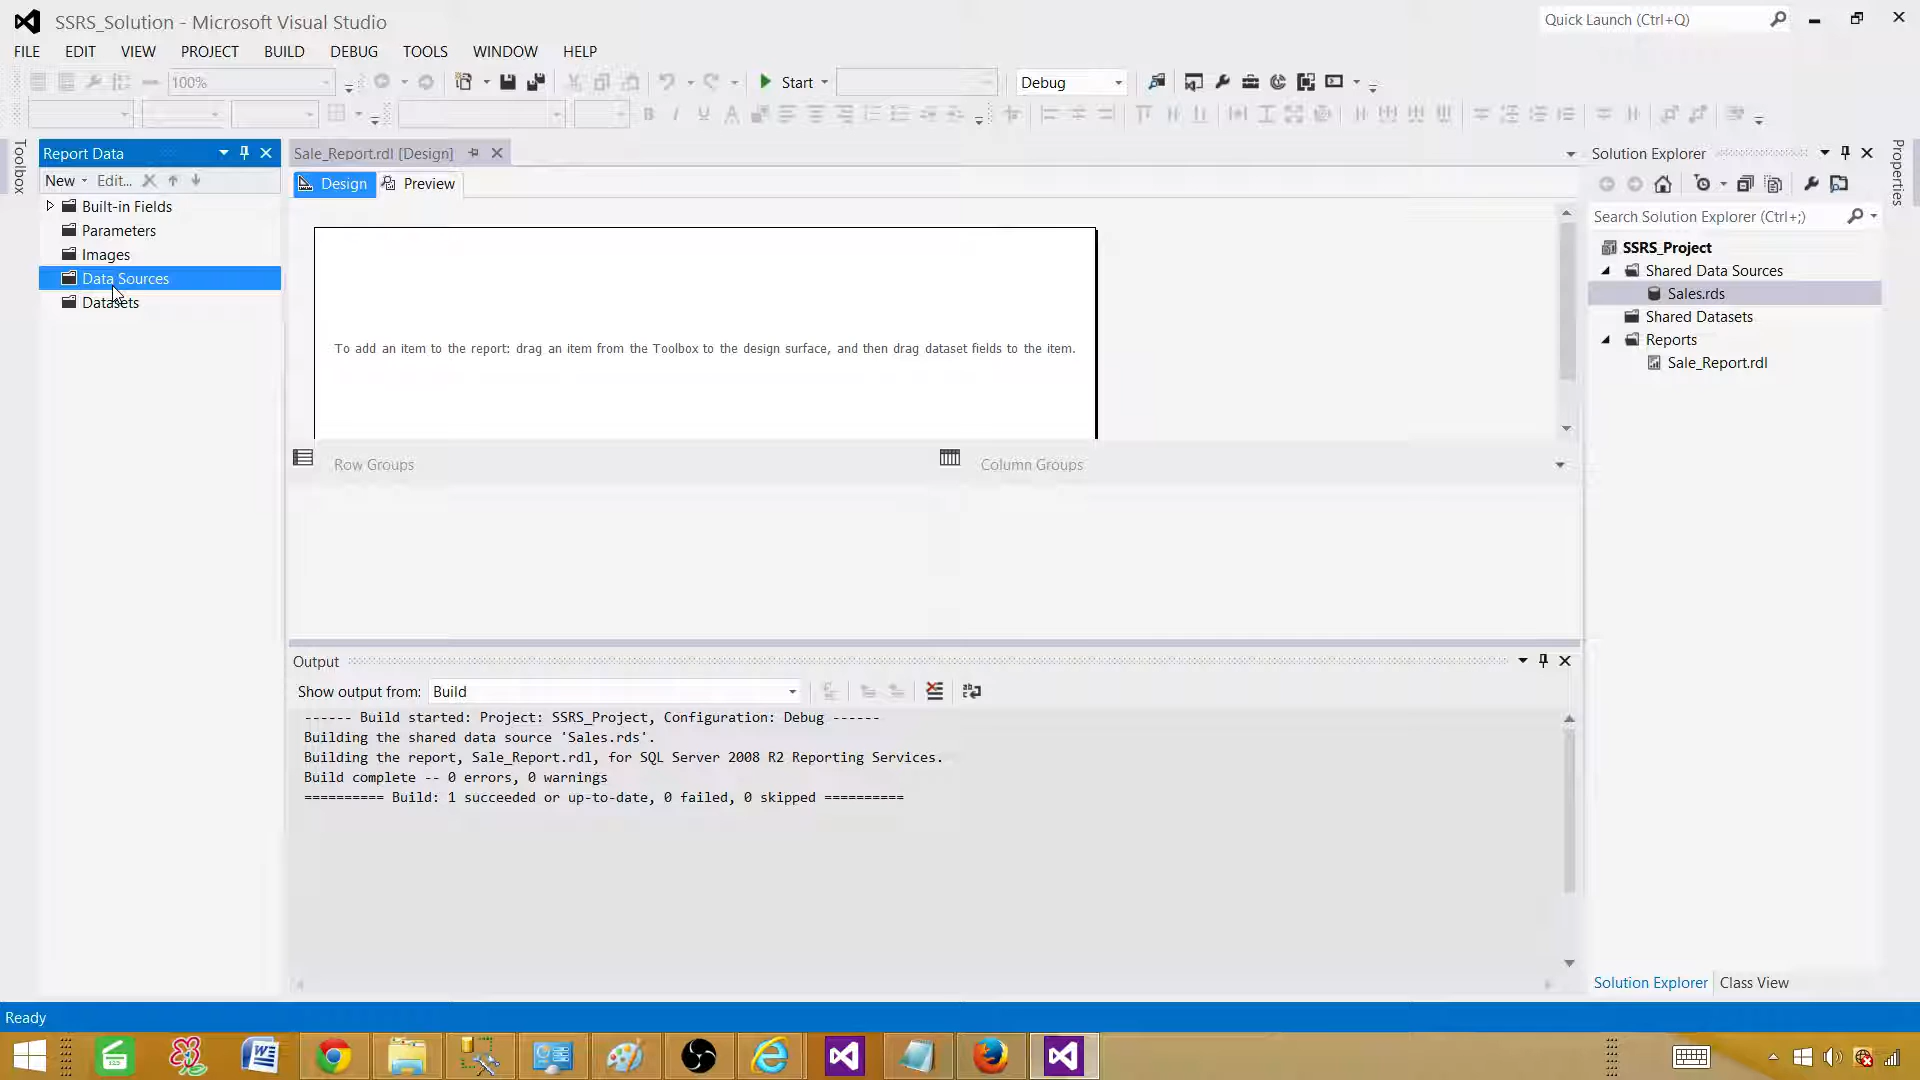 SSRS_Solution - Microsoft Visual Studio
Quick Launch (Ctrl+Q)
FILE EDIT VIEW PROJECT BUILD DEBUG TOOLS WINDOW HELP
100%
Start
Debug
Toolbox
Report Data
Sale_Report.rdl [Design]
Solution Explorer
Properties
New Edit...
Design Preview
Built-in Fields
Parameters
Images
Data Sources
Datasets
Search Solution Explorer (Ctrl+;)
SSRS_Project
Shared Data Sources
Sales.rds
Shared Datasets
Reports
Sale_Report.rdl
To add an item to the report: drag an item from the Toolbox to the design surface, and then drag dataset fields to the item.
Row Groups
Column Groups
Output
Show output from: Build
------ Build started: Project: SSRS_Project, Configuration: Debug ------
Building the shared data source 'Sales.rds'.
Building the report, Sale_Report.rdl, for SQL Server 2008 R2 Reporting Services.
Build complete -- 0 errors, 0 warnings
========== Build: 1 succeeded or up-to-date, 0 failed, 0 skipped ==========
Solution Explorer Class View
Ready